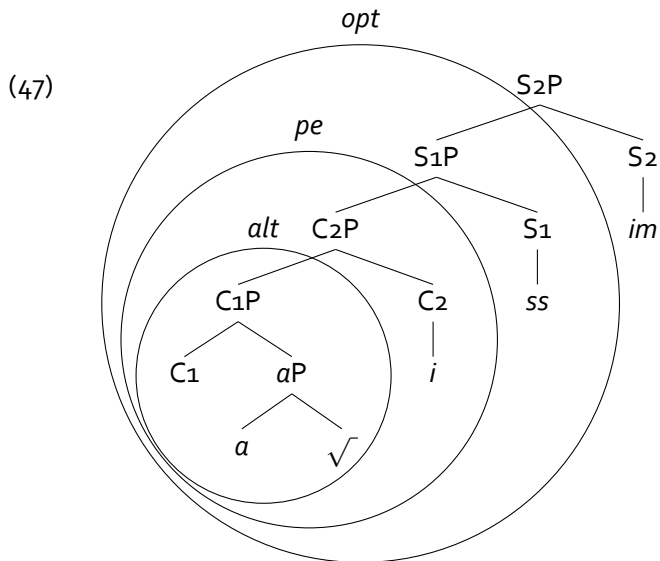 opt
(47)
S2P
pe
S1P S2
alt C2P S1 im
C1P C2 ss
C1 aP i
a √